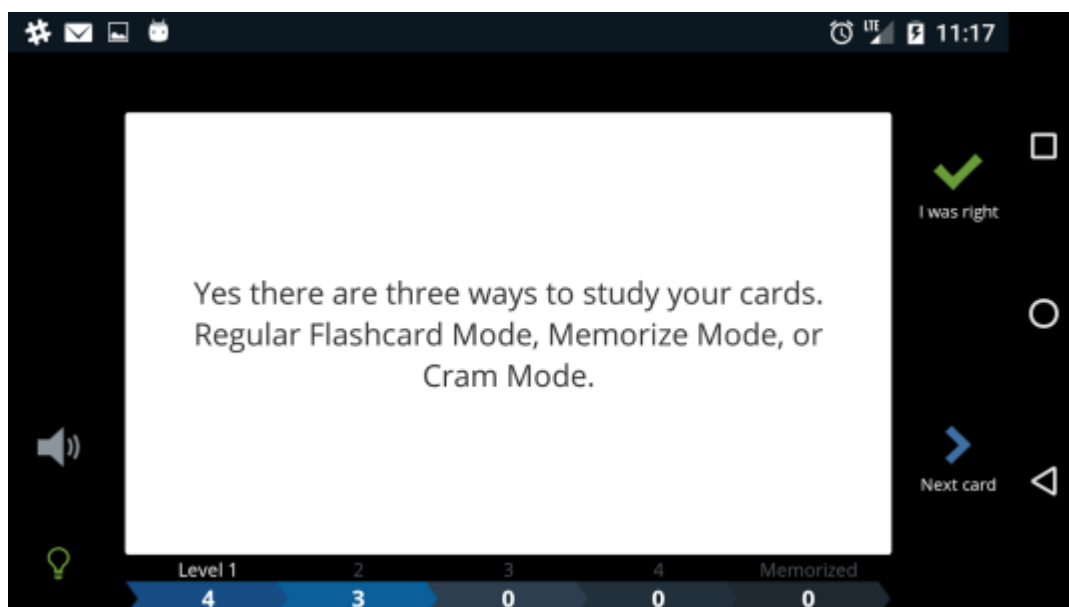 LTE 11:17
Yes there are three ways to study your cards.
Regular Flashcard Mode, Memorize Mode, or
Cram Mode.
I was right
Next card
Level 1 2 3 4 Memorized
4 3 0 0 0